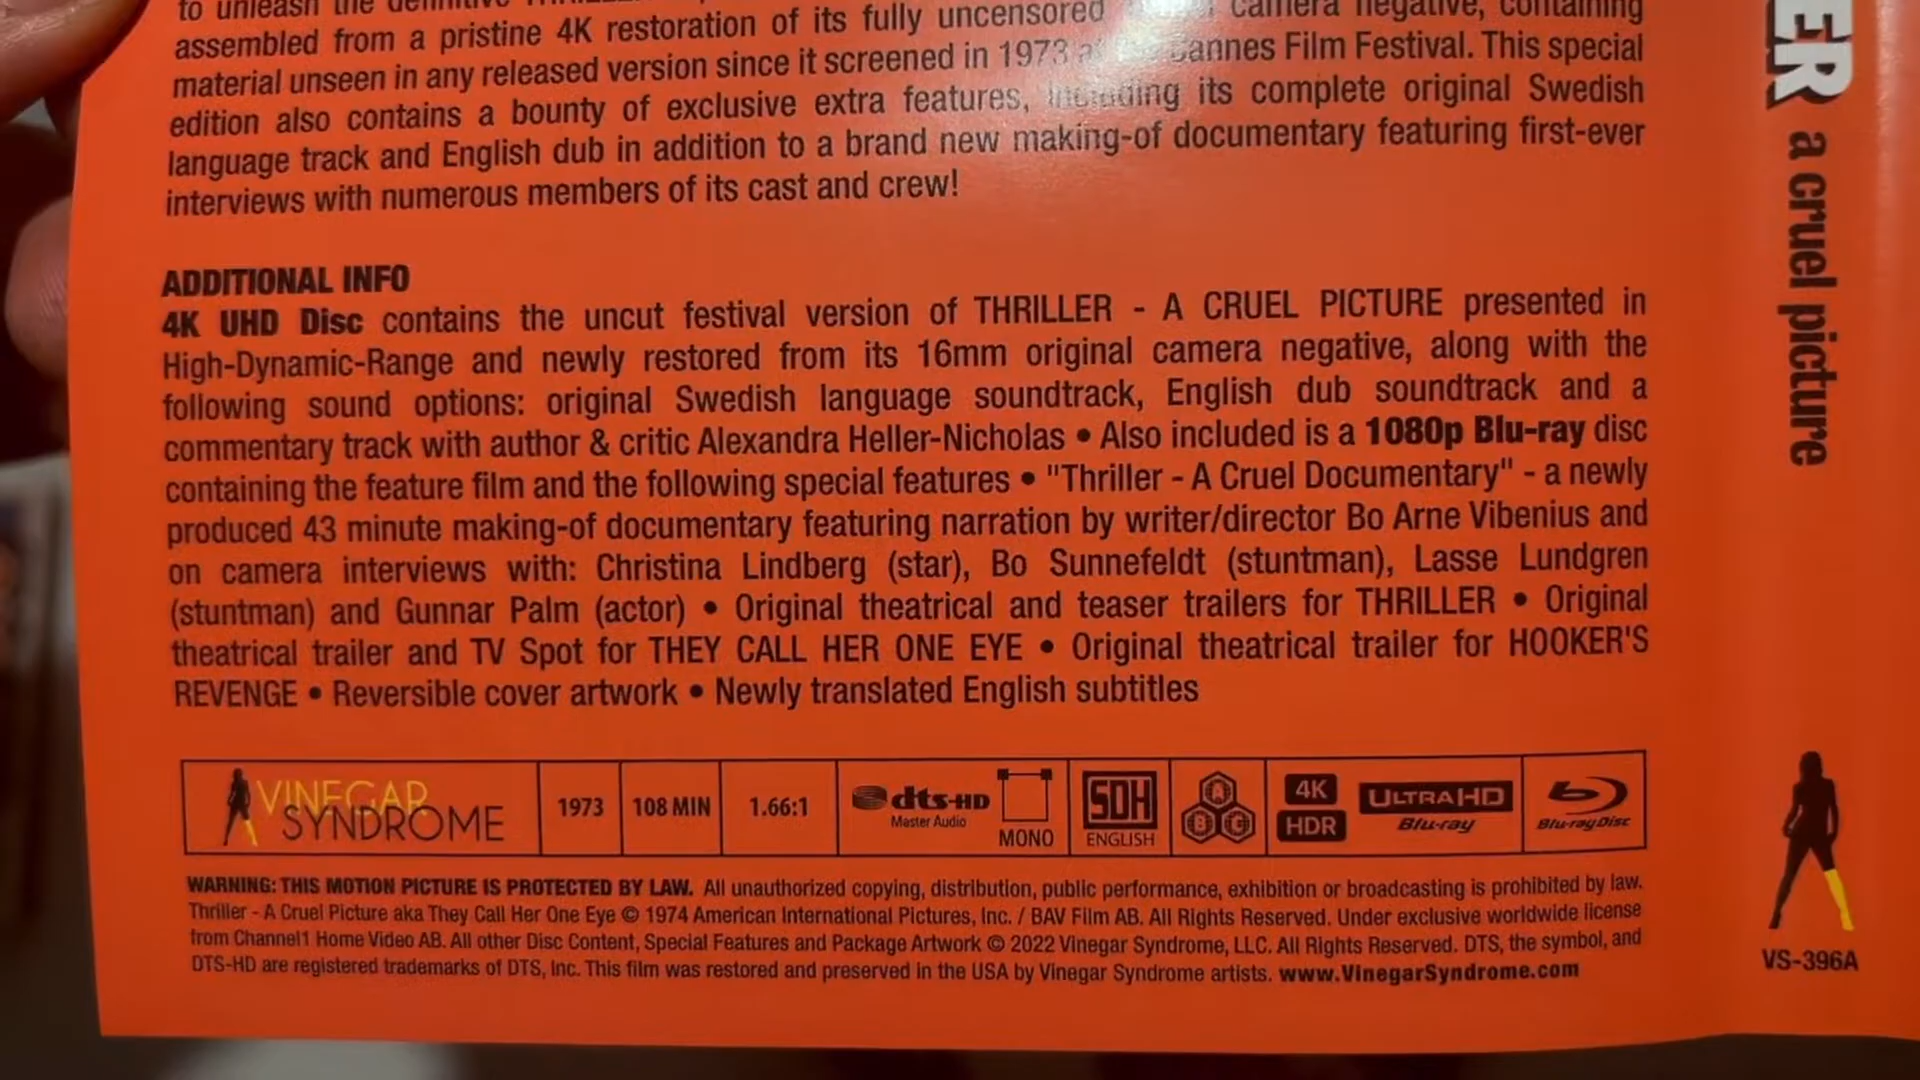 to unleash the definitive
assembled from a pristine 4K restoration of its fully uncensored camera negative, containing
material unseen in any released version since it screened in 1973 Cannes Film Festival. This special
edition also contains a bounty of exclusive extra features, including its complete original Swedish
language track and English dub in addition to a brand new making-of documentary featuring first-ever
interviews with numerous members of its cast and crew!
ADDITIONAL INFO
4K UHD Disc contains the uncut festival version of THRILLER - A CRUEL PICTURE presented in
High-Dynamic-Range and newly restored from its 16mm original camera negative, along with the
following sound options: original Swedish language soundtrack, English dub soundtrack and a
commentary track with author & critic Alexandra Heller-Nicholas • Also included is a 1080p Blu-ray disc
containing the feature film and the following special features • "Thriller - A Cruel Documentary" - a newly
produced 43 minute making-of documentary featuring narration by writer/director Bo Arne Vibenius and
on camera interviews with: Christina Lindberg (star), Bo Sunnefeldt (stuntman), Lasse Lundgren
(stuntman) and Gunnar Palm (actor) • Original theatrical and teaser trailers for THRILLER • Original
theatrical trailer and TV Spot for THEY CALL HER ONE EYE • Original theatrical trailer for HOOKER'S
REVENGE • Reversible cover artwork • Newly translated English subtitles
VINEGAR
SYNDROME
1973
108 MIN
1.66:1
dts-HD
Master Audio
MONO
SDH
ENGLISH
A
B C
4K
HDR
ULTRA HD
Blu-ray
Blu-ray Disc
WARNING: THIS MOTION PICTURE IS PROTECTED BY LAW. All unauthorized copying, distribution, public performance, exhibition or broadcasting is prohibited by law.
Thriller - A Cruel Picture aka They Call Her One Eye © 1974 American International Pictures, Inc. / BAV Film AB. All Rights Reserved. Under exclusive worldwide license
from Channel1 Home Video AB. All other Disc Content, Special Features and Package Artwork © 2022 Vinegar Syndrome, LLC. All Rights Reserved. DTS, the symbol, and
DTS-HD are registered trademarks of DTS, Inc. This film was restored and preserved in the USA by Vinegar Syndrome artists. www.VinegarSyndrome.com
ER a cruel picture
VS-396A